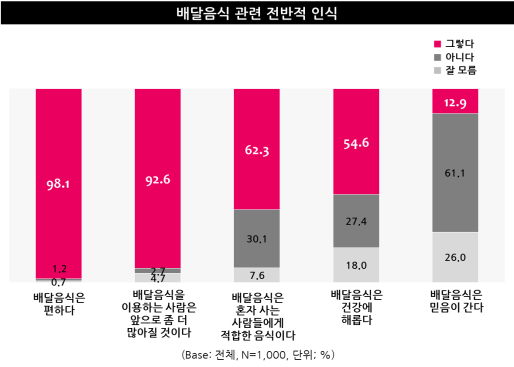 배달음식 관련 전반적 인식
그렇다
아니다
잘 모름
98.1
1.2
0.7
92.6
2.7
4.7
62.3
30.1
7.6
54.6
27.4
18.0
12.9
61.1
26.0
배달음식은
편하다
배달음식을
이용하는 사람은
앞으로 좀 더
많아질 것이다
배달음식은
혼자 사는
사람들에게
적합한 음식이다
배달음식은
건강에
해롭다
배달음식은
믿음이 간다
(Base: 전체, N=1,000, 단위; %)